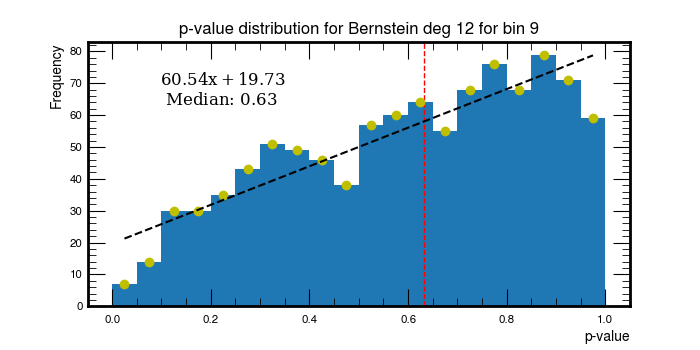 p-value distribution for Bernstein deg 12 for bin 9
Frequency
80
70
60
50
40
30
20
10
0
60.54x + 19.73
Median: 0.63
0.0 0.2 0.4 0.6 0.8 1.0
p-value